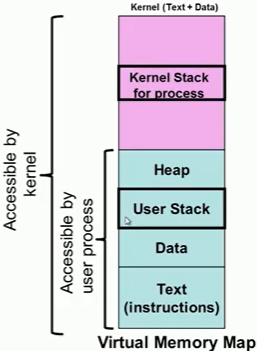 Kernel (Text + Data)
Kernel Stack
for process
Heap
User Stack
Data
Text
(instructions)
Accessible by
kernel
Accessible by
user process
Virtual Memory Map